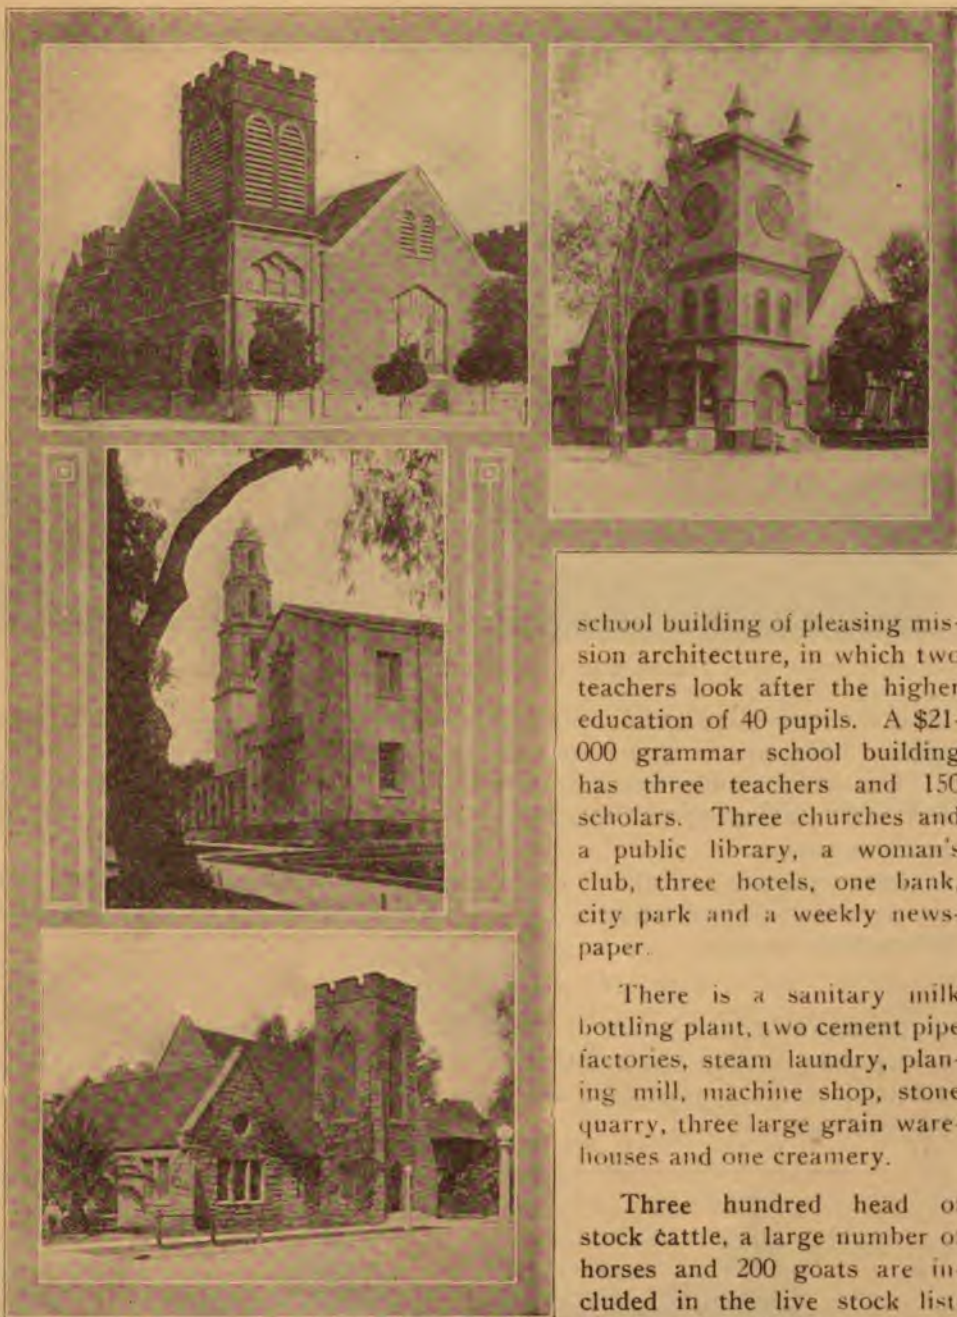 school building of pleasing mis-
sion architecture, in which two
teachers look after the higher
education of 40 pupils. A $21-
000 grammar school building
has three teachers and 150
scholars. Three churches and
a public library, a woman's
club, three hotels, one bank,
city park and a weekly news-
paper.
There is a sanitary milk
bottling plant, two cement pipe
factories, steam laundry, plan-
ing mill, machine shop, stone
quarry, three large grain ware-
houses and one creamery.
Three hundred head of
stock cattle, a large number of
horses and 200 goats are in-
cluded in the live stock list